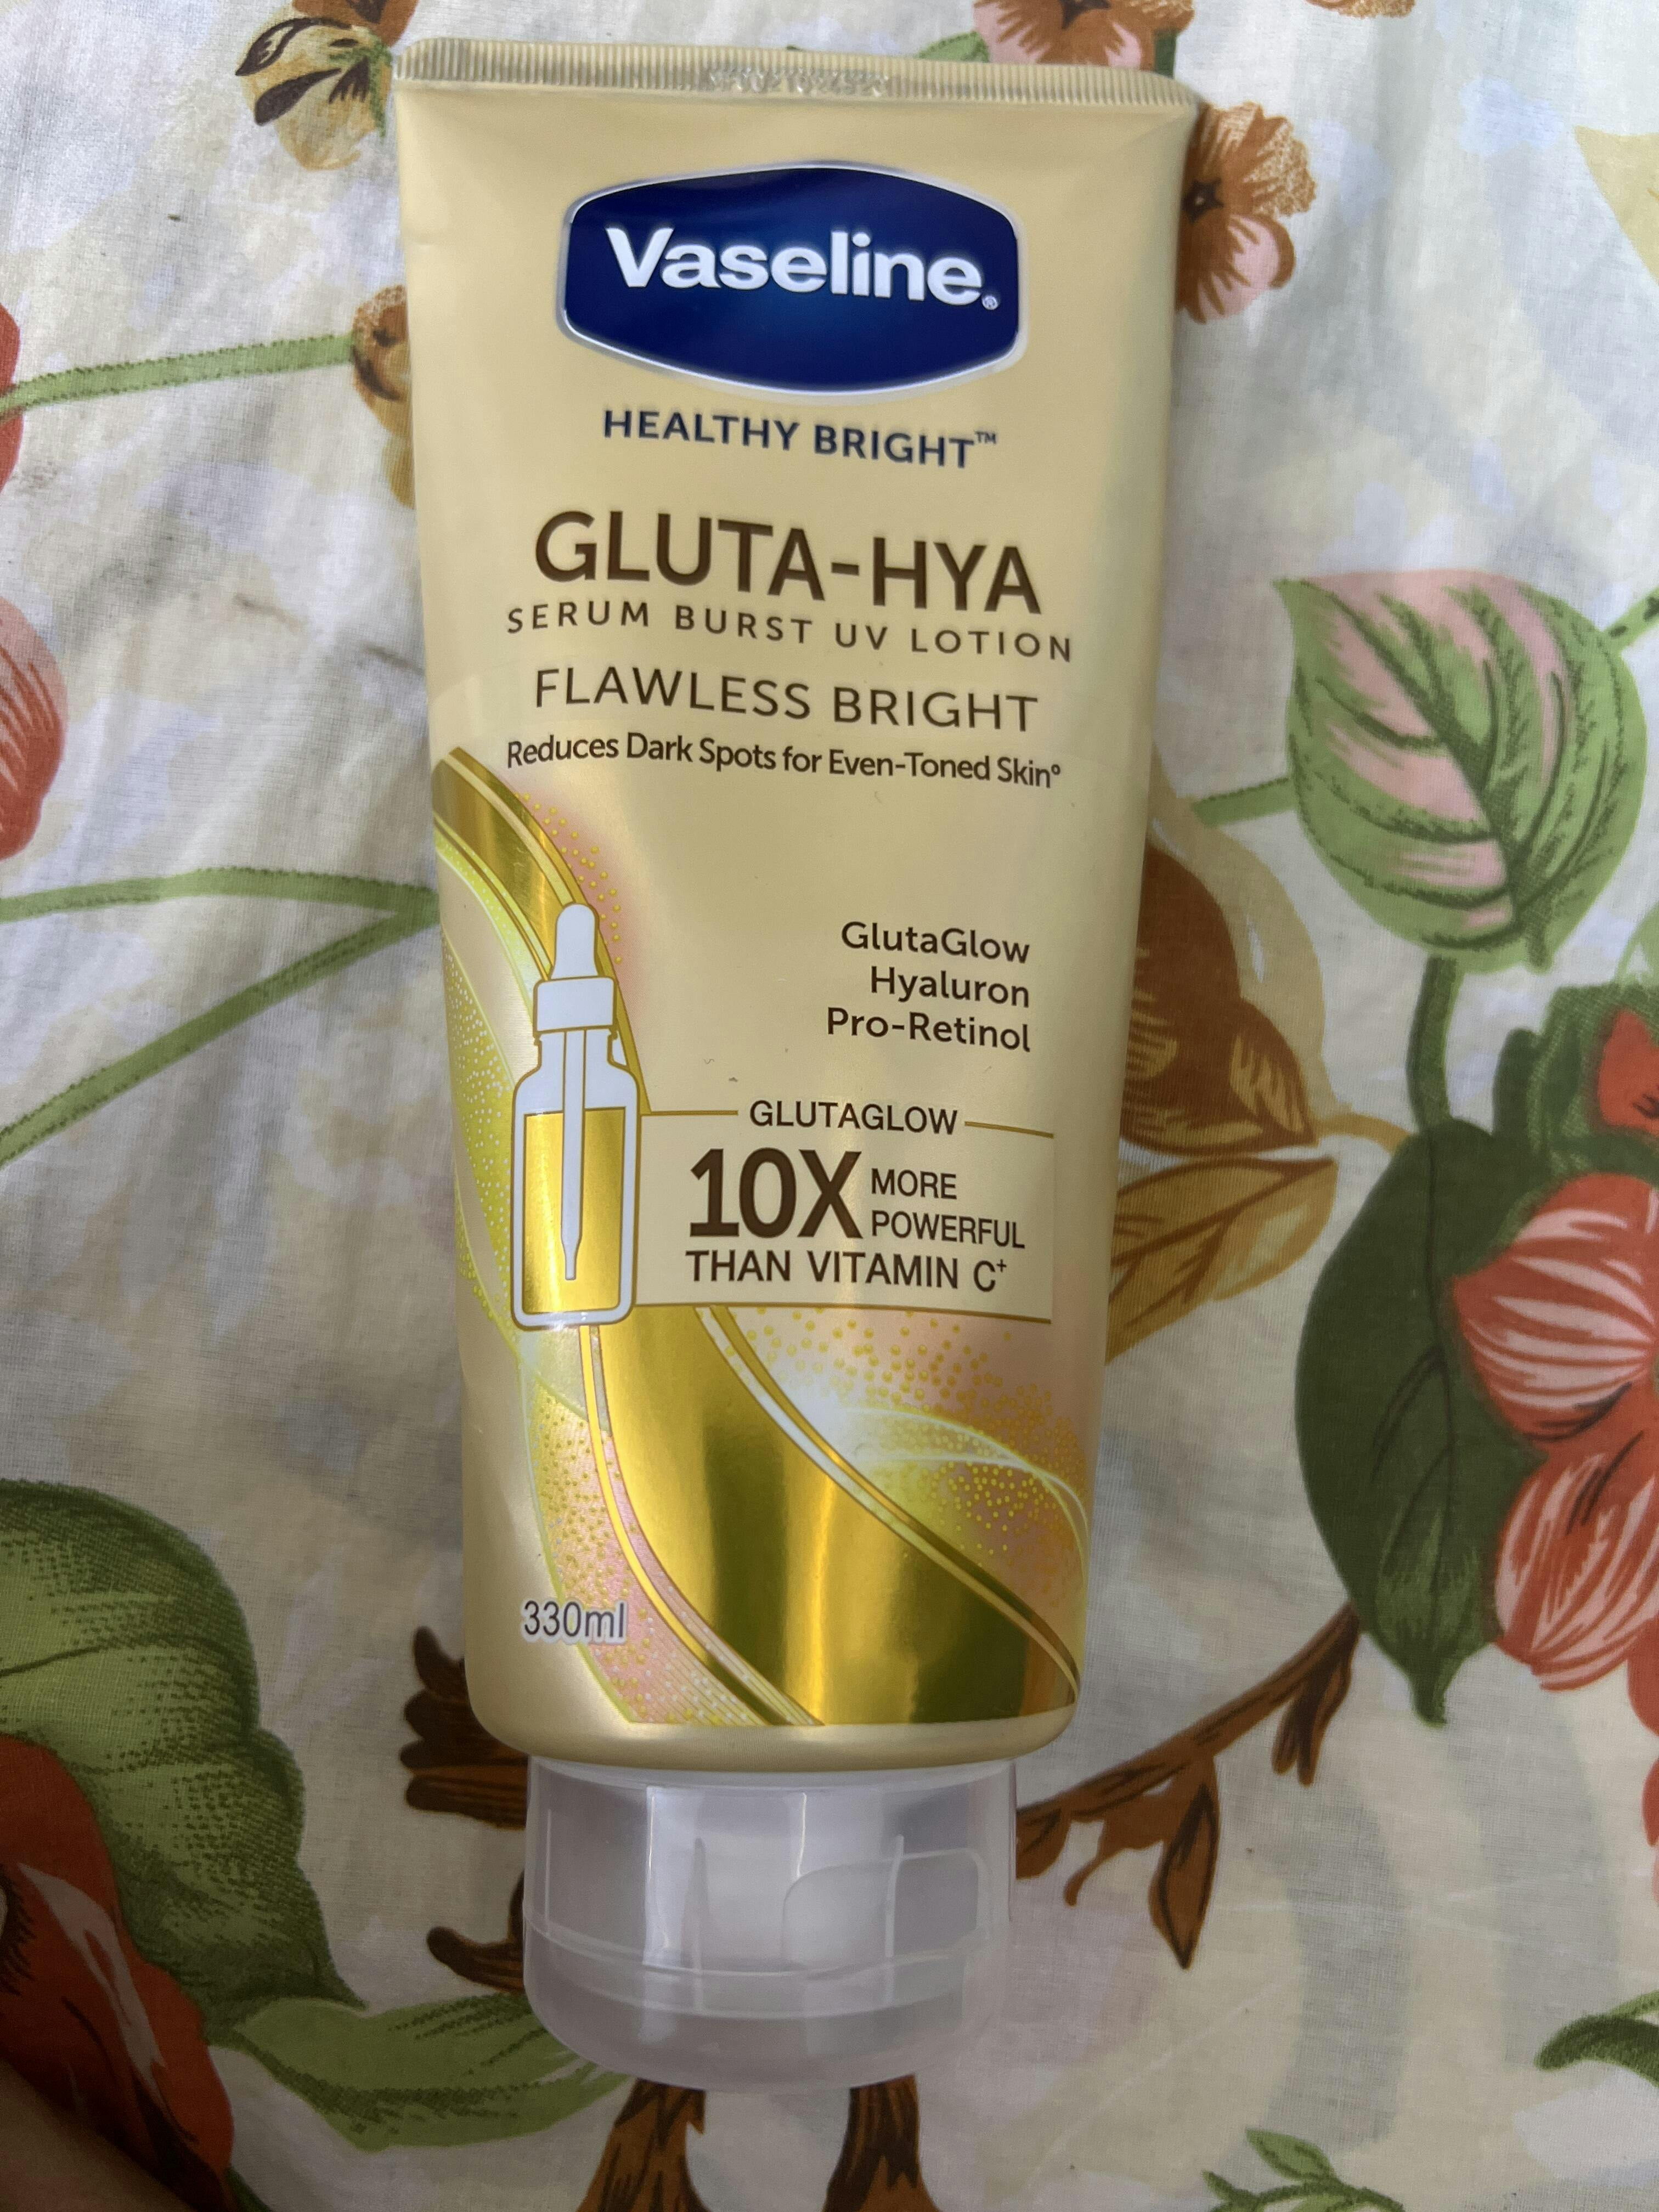 Vaseline®
HEALTHY BRIGHT™
GLUTA-HYA
SERUM BURST UV LOTION
FLAWLESS BRIGHT
Reduces Dark Spots for Even-Toned Skin°
GlutaGlow
Hyaluron
Pro-Retinol
GLUTAGLOW
10X MORE
POWERFUL
THAN VITAMIN C⁺
330ml